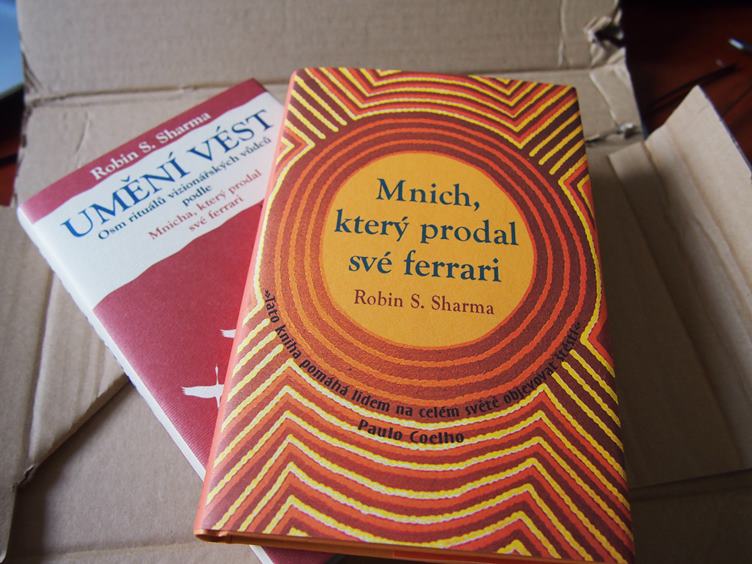 Robin S. Sharma
UMĚNÍ VÉST
Osm rituálů vizionářských vůdců
podle
Mnicha, který prodal
své ferrari
Mnich,
který prodal
své ferrari
Robin S. Sharma
»Tato kniha pomáhá lidem na celém světě objevovat štěstí«
Paulo Coelho